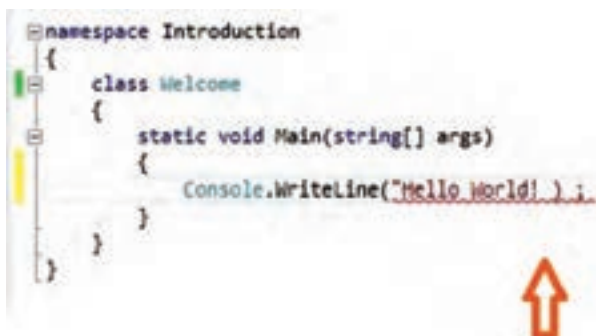 namespace Introduction
{
class Welcome
{
static void Main(string[] args)
{
Console.WriteLine("Hello World! ) ;
}
}
}